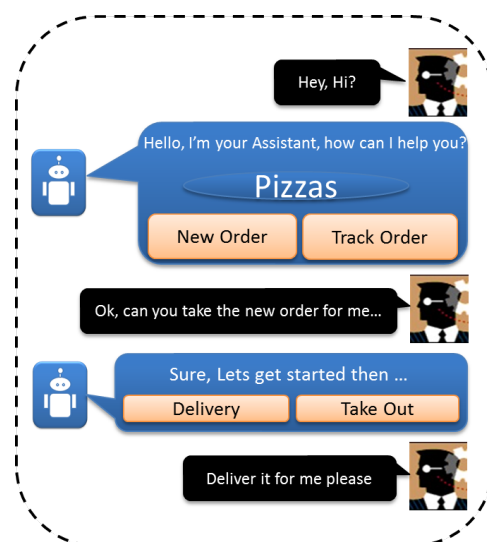 Hey, Hi?
Hello, I'm your Assistant, how can I help you?
Pizzas
New Order
Track Order
Ok, can you take the new order for me...
Sure, Lets get started then ...
Delivery
Take Out
Deliver it for me please